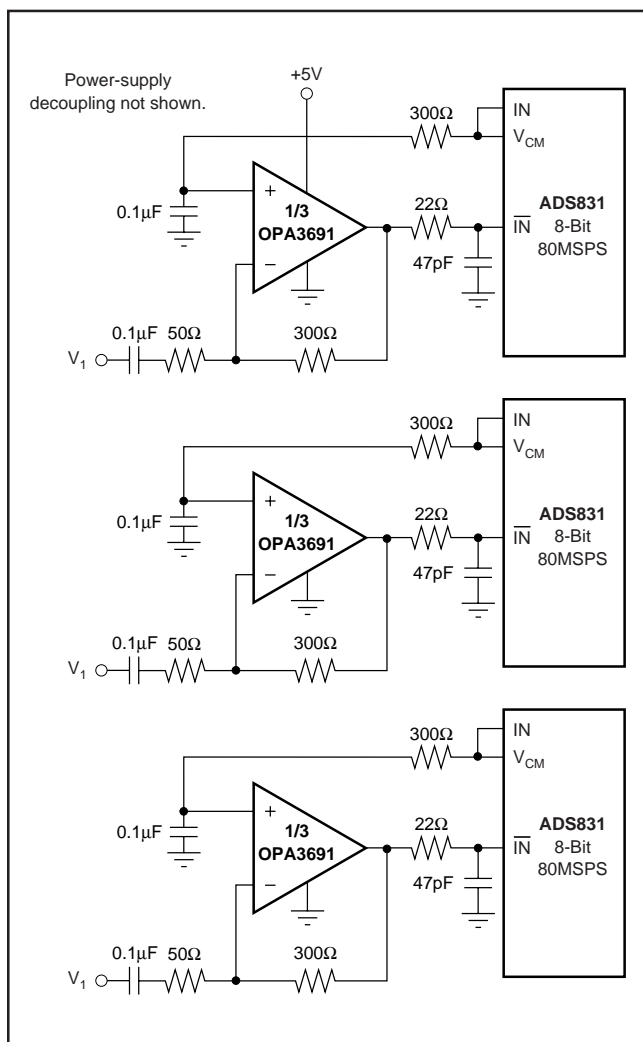 Power-supply
decoupling not shown.
+5V
300Ω
IN
V_CM
0.1µF
+
1/3
OPA3691
−
22Ω
IN
47pF
ADS831
8-Bit
80MSPS
0.1µF
50Ω
300Ω
V_1
300Ω
IN
V_CM
0.1µF
+
1/3
OPA3691
−
22Ω
IN
47pF
ADS831
8-Bit
80MSPS
0.1µF
50Ω
300Ω
V_1
300Ω
IN
V_CM
0.1µF
+
1/3
OPA3691
−
22Ω
IN
47pF
ADS831
8-Bit
80MSPS
0.1µF
50Ω
300Ω
V_1